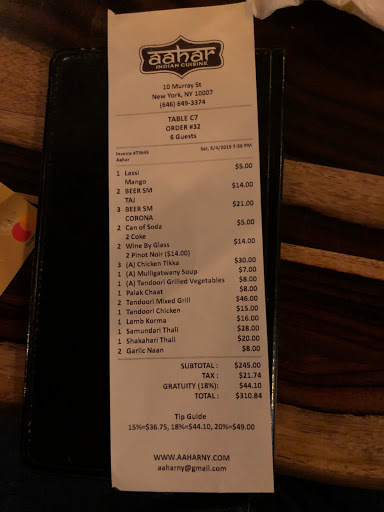 aahar
INDIAN CUISINE
10 Murray St
New York, NY 10007
(646) 649-3374
TABLE C7
ORDER #32
6 Guests
Sat, 5/4/2019 7:35 PM
Aahar
1 Lassi $5.00
Mango
2 BEER SM $14.00
TAJ
3 BEER SM $21.00
CORONA
2 Can of Soda $5.00
2 Coke
2 Wine By Glass $14.00
2 Pinot Noir ($14.00)
3 (A) Chicken Tikka $30.00
1 (A) Mulligatwany Soup $7.00
1 (A) Tandoori Grilled Vegetables $8.00
1 Palak Chaat $8.00
2 Tandoori Mixed Grill $46.00
1 Tandoori Chicken $15.00
1 Lamb Korma $16.00
1 Samundari Thali $28.00
1 Shakahari Thali $20.00
2 Garlic Naan $8.00
SUBTOTAL : $245.00
TAX : $21.74
GRATUITY (18%): $44.10
TOTAL : $310.84
Tip Guide
15%=$36.75, 18%=$44.10, 20%=$49.00
WWW.AAHARNY.COM
aaharny@gmail.com